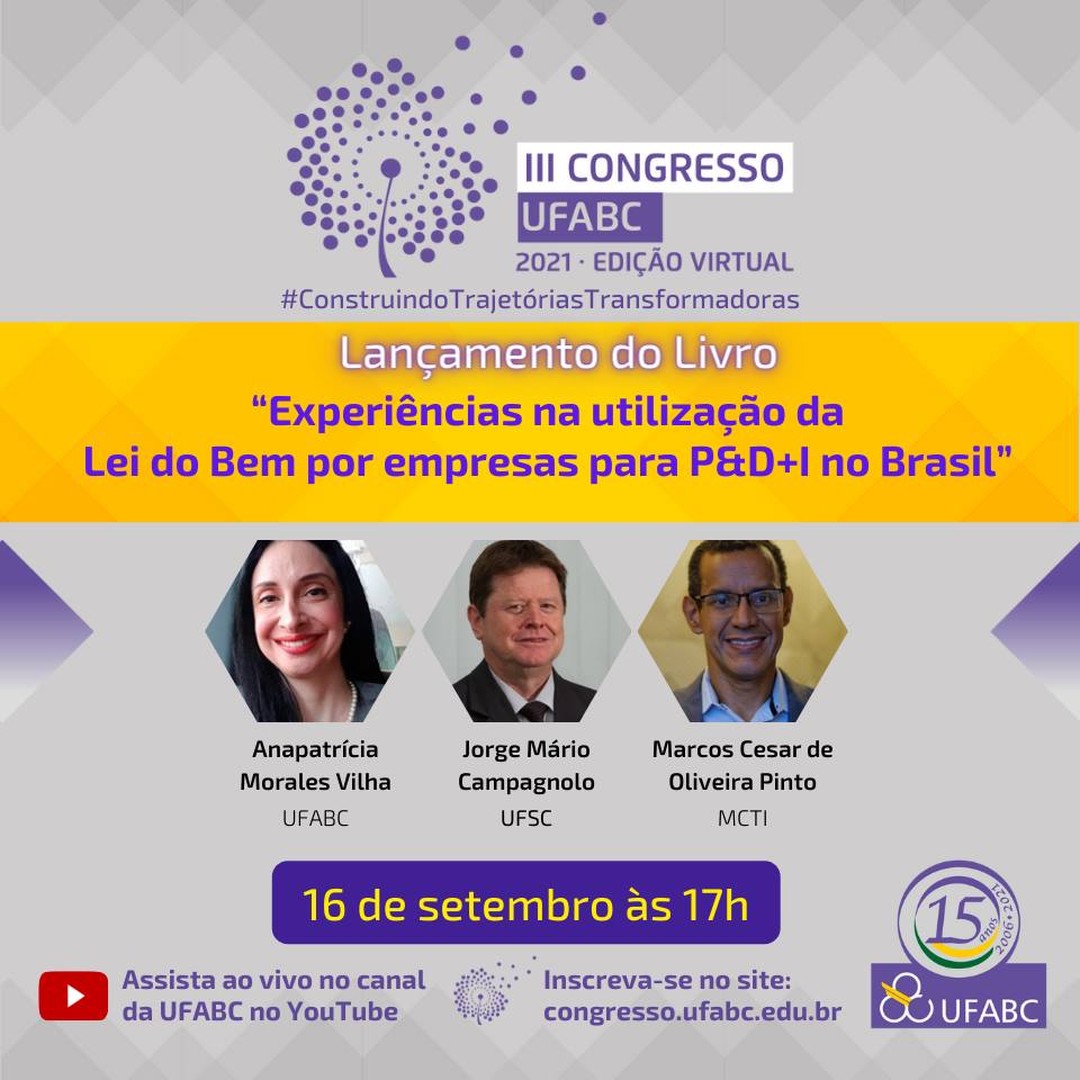 III CONGRESSO
UFABC
2021 · EDIÇÃO VIRTUAL
#ConstruindoTrajetóriasTransformadoras
Lançamento do Livro
“Experiências na utilização da
Lei do Bem por empresas para P&D+I no Brasil”
Anapatrícia
Morales Vilha
UFABC
Jorge Mário
Campagnolo
UFSC
Marcos Cesar de
Oliveira Pinto
MCTI
16 de setembro às 17h
Assista ao vivo no canal
da UFABC no YouTube
Inscreva-se no site:
congresso.ufabc.edu.br
15
anos
2006 • 2021
UFABC